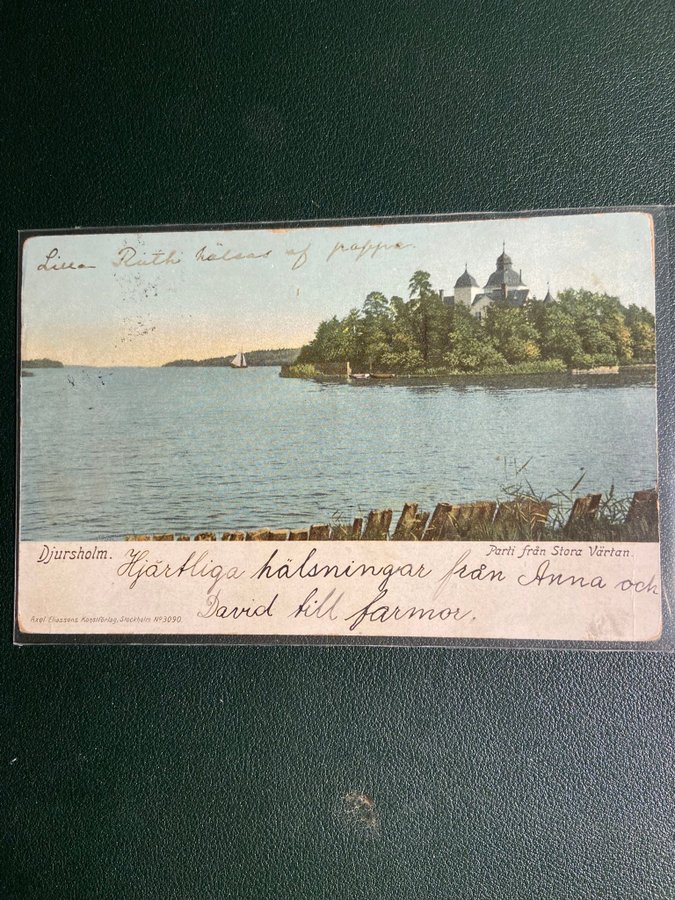 Lilla Ruth hälsas af pappa.
Djursholm.
Parti från Stora Värtan.
Hjärtliga hälsningar från Anna och
David till farmor.
Axel Eliassons Konstförlag, Stockholm Nº 3090